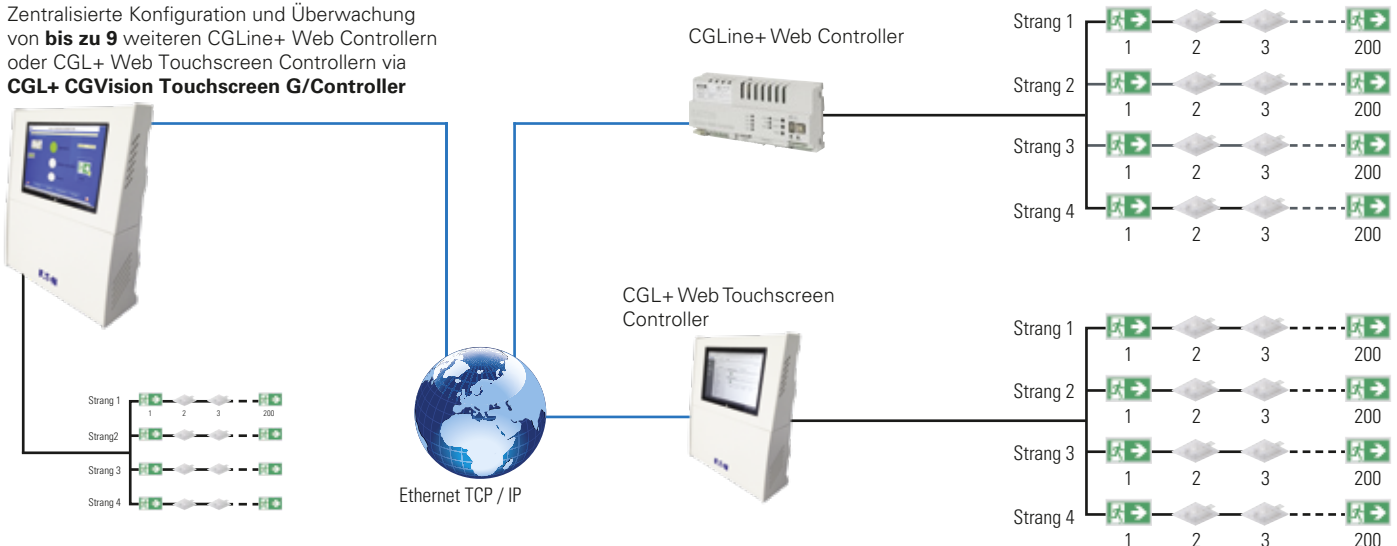 Zentralisierte Konfiguration und Überwachung
von bis zu 9 weiteren CGLine+ Web Controllern
oder CGL+ Web Touchscreen Controllern via
CGL+ CGVision Touchscreen G/Controller
CGLine+ Web Controller
Strang 1
1 2 3 200
Strang 2
1 2 3 200
Strang 3
1 2 3 200
Strang 4
1 2 3 200
EATON
CGL+ Web Touchscreen
Controller
Strang 1
1 2 3 200
Strang 2
1 2 3 200
Strang 3
1 2 3 200
Strang 4
1 2 3 200
Strang 1
1 2 3 200
Strang2
Strang 3
Strang 4
Ethernet TCP / IP